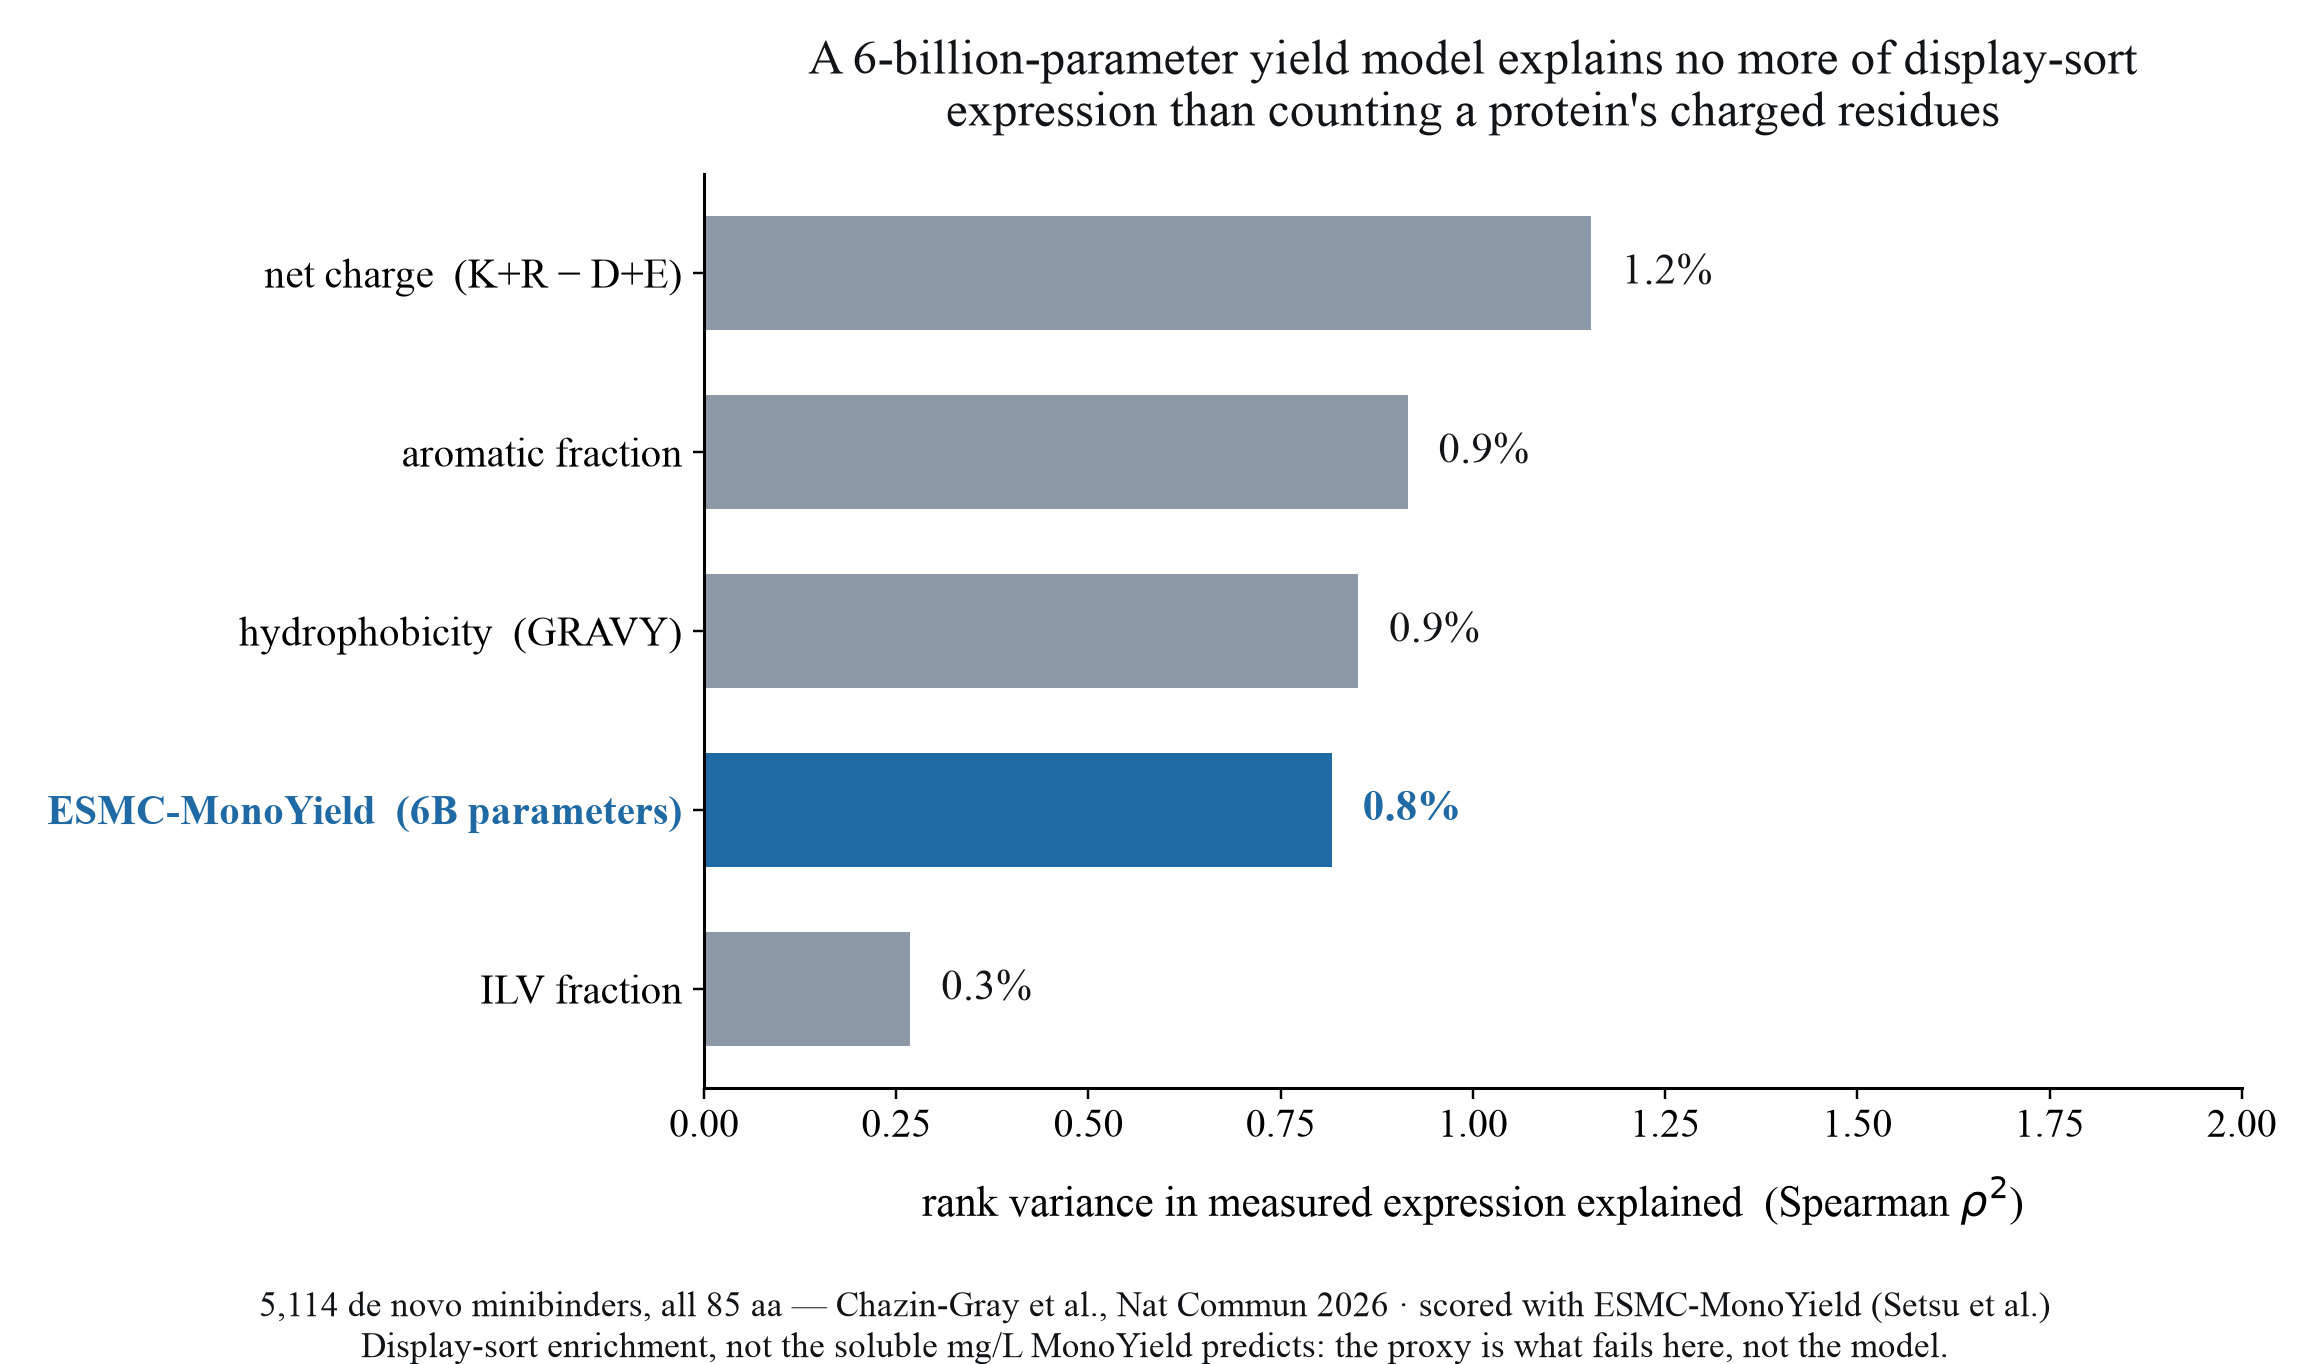 A 6-billion-parameter yield model explains no more of display-sort
expression than counting a protein's charged residues
net charge (K+R − D+E)
1.2%
aromatic fraction
0.9%
hydrophobicity (GRAVY)
0.9%
ESMC-MonoYield (6B parameters)
0.8%
ILV fraction
0.3%
0.00 0.25 0.50 0.75 1.00 1.25 1.50 1.75 2.00
rank variance in measured expression explained (Spearman ρ²)
5,114 de novo minibinders, all 85 aa — Chazin-Gray et al., Nat Commun 2026 · scored with ESMC-MonoYield (Setsu et al.)
Display-sort enrichment, not the soluble mg/L MonoYield predicts: the proxy is what fails here, not the model.